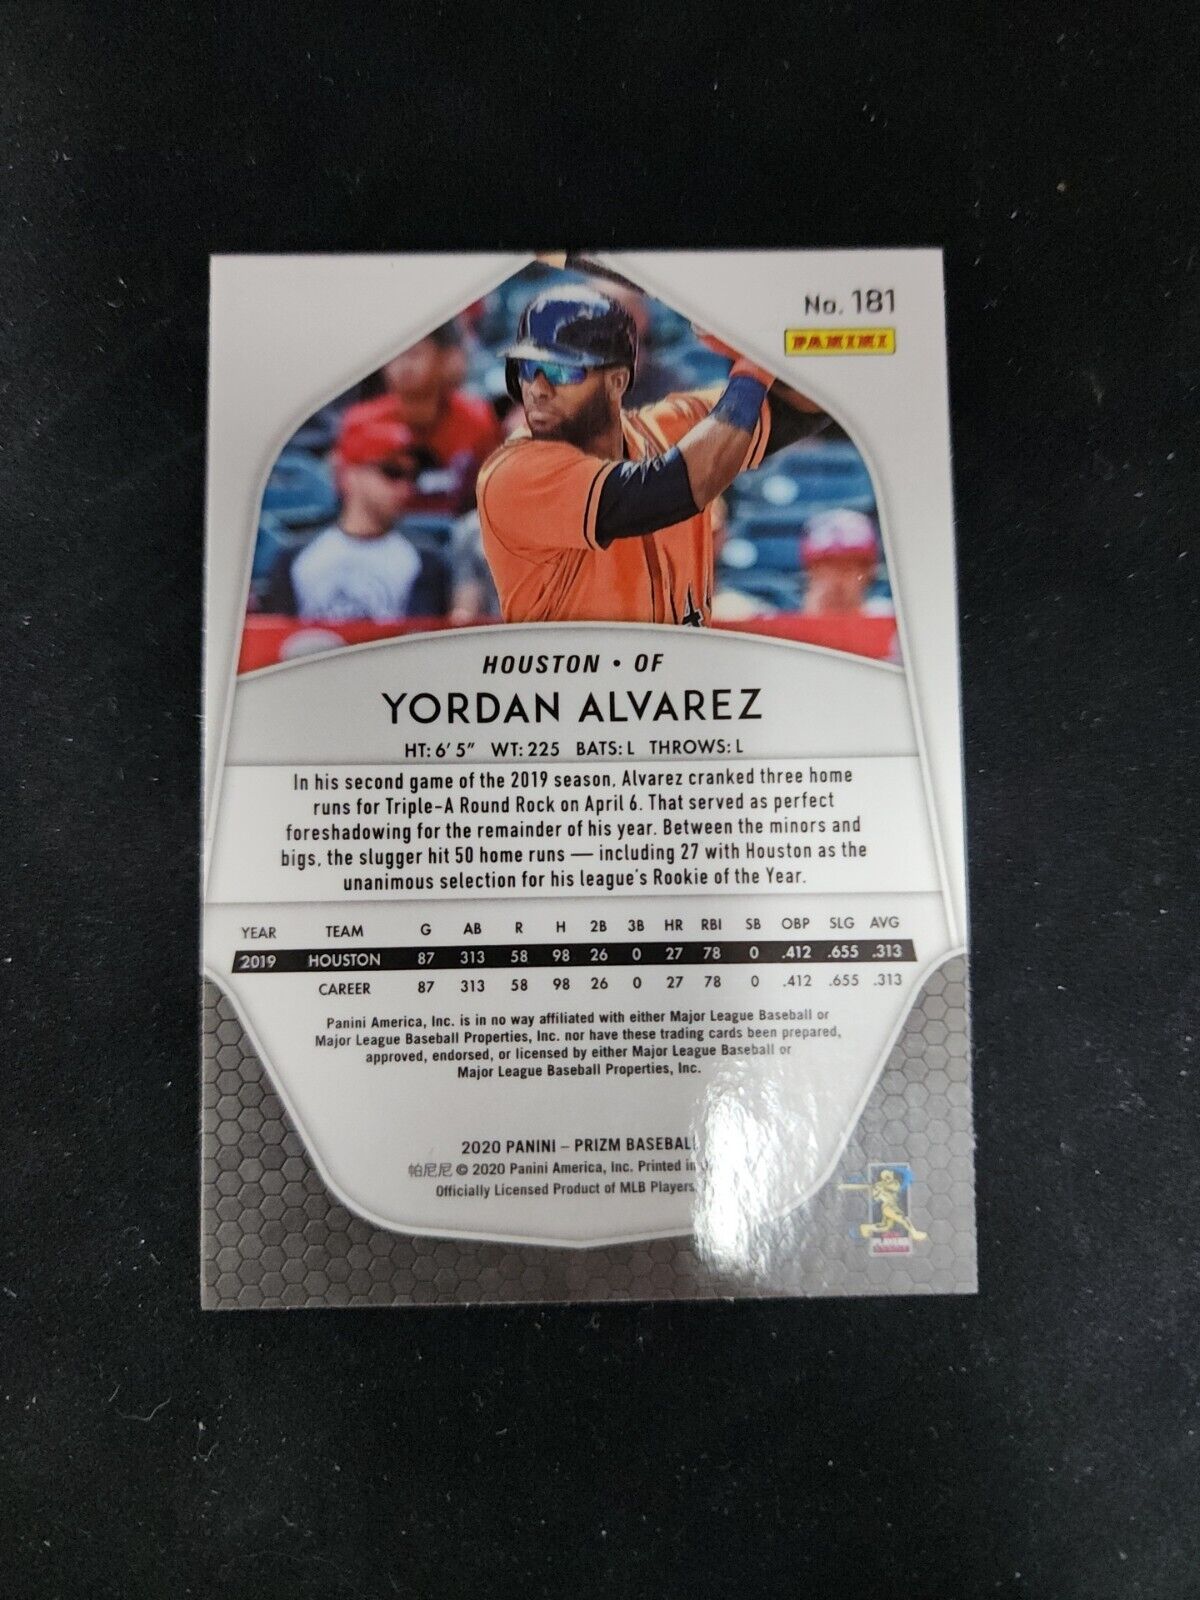 No. 181
PANINI
HOUSTON • OF
YORDAN ALVAREZ
HT: 6' 5" WT: 225 BATS: L THROWS: L
In his second game of the 2019 season, Alvarez cranked three home
runs for Triple-A Round Rock on April 6. That served as perfect
foreshadowing for the remainder of his year. Between the minors and
bigs, the slugger hit 50 home runs — including 27 with Houston as the
unanimous selection for his league's Rookie of the Year.
YEAR TEAM G AB R H 2B 3B HR RBI SB OBP SLG AVG
2019 HOUSTON 87 313 58 98 26 0 27 78 0 .412 .655 .313
CAREER 87 313 58 98 26 0 27 78 0 .412 .655 .313
Panini America, Inc. is in no way affiliated with either Major League Baseball or
Major League Baseball Properties, Inc. nor have these trading cards been prepared,
approved, endorsed, or licensed by either Major League Baseball or
Major League Baseball Properties, Inc.
2020 PANINI – PRIZM BASEBALL
帕尼尼 © 2020 Panini America, Inc. Printed in
Officially Licensed Product of MLB Players
PLAYERS